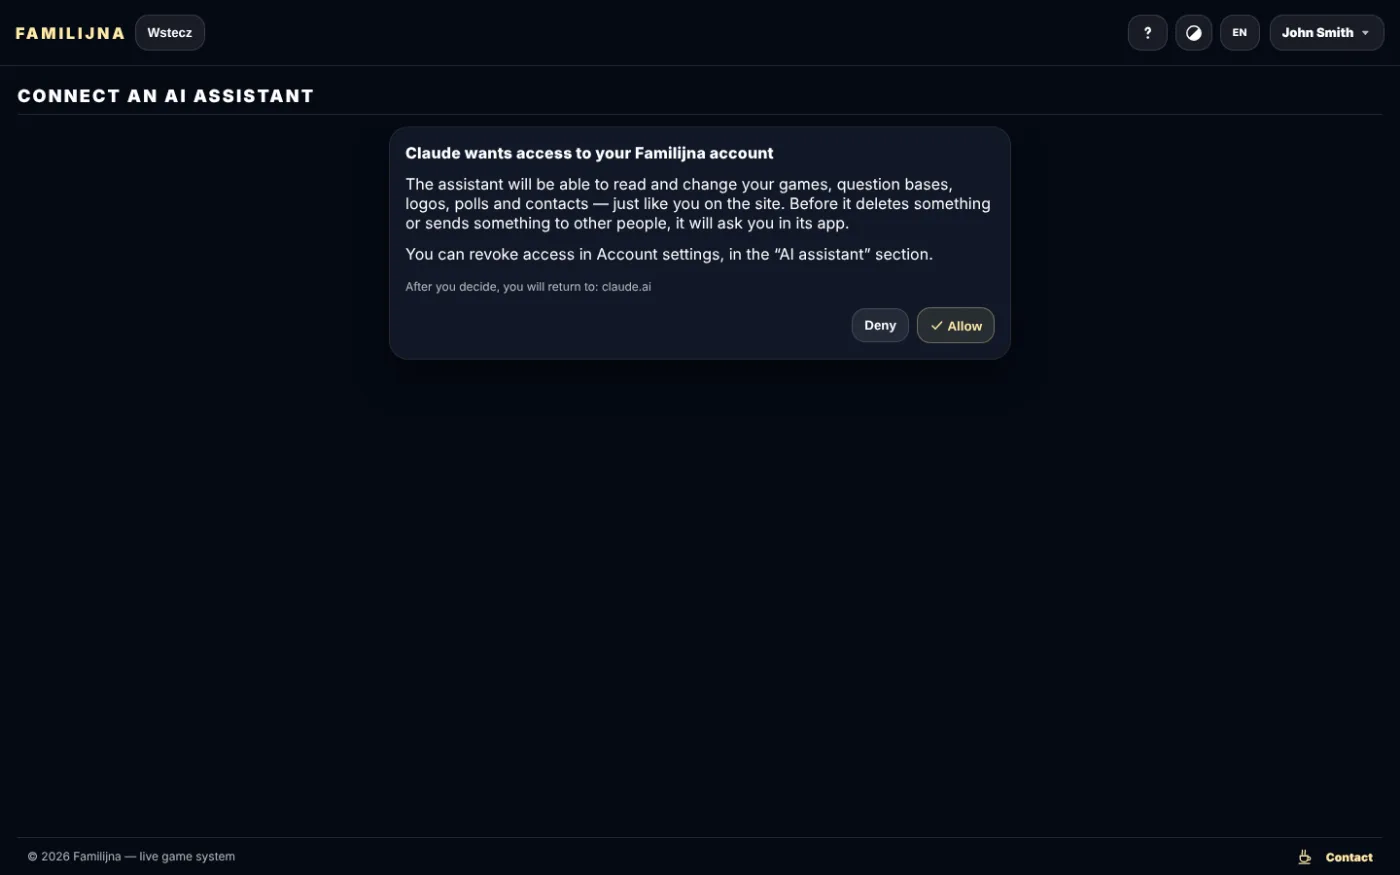 FAMILIJNA
Wstecz
?
EN
John Smith
CONNECT AN AI ASSISTANT
Claude wants access to your Familijna account
The assistant will be able to read and change your games, question bases,
logos, polls and contacts — just like you on the site. Before it deletes something
or sends something to other people, it will ask you in its app.
You can revoke access in Account settings, in the “AI assistant” section.
After you decide, you will return to: claude.ai
Deny
Allow
© 2026 Familijna — live game system
Contact